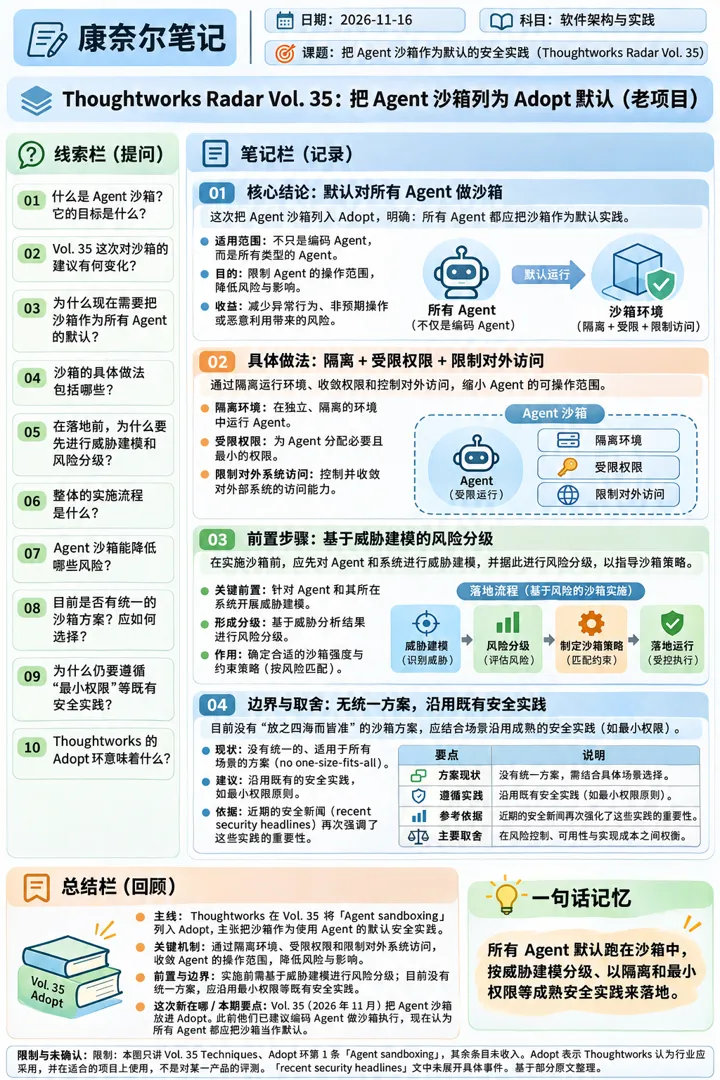 康奈尔笔记
日期：2026-11-16
科目：软件架构与实践
课题：把 Agent 沙箱作为默认的安全实践（Thoughtworks Radar Vol. 35）
Thoughtworks Radar Vol. 35：把 Agent 沙箱列为 Adopt 默认（老项目）
线索栏（提问）
01
什么是 Agent 沙箱？
它的目标是什么？
02
Vol. 35 这次对沙箱的
建议有何变化？
03
为什么现在需要把
沙箱作为所有 Agent
的默认？
04
沙箱的具体做法
包括哪些？
05
在落地前，为什么要
先进行威胁建模和
风险分级？
06
整体的实施流程
是什么？
07
Agent 沙箱能降低
哪些风险？
08
目前是否有统一的
沙箱方案？应如何
选择？
09
为什么仍要遵循
“最小权限”等既有
安全实践？
10
Thoughtworks 的
Adopt 环意味着什么？
笔记栏（记录）
01 核心结论：默认对所有 Agent 做沙箱
这次把 Agent 沙箱列入 Adopt，明确：所有 Agent 都应把沙箱作为默认实践。
适用范围：不只是编码 Agent，
而是所有类型的 Agent。
目的：限制 Agent 的操作范围，
降低风险与影响。
收益：减少异常行为、非预期操作
或恶意利用带来的风险。
所有 Agent
（不仅是编码 Agent）
默认运行
沙箱环境
（隔离 + 受限 + 限制访问）
02 具体做法：隔离 + 受限权限 + 限制对外访问
通过隔离运行环境、收敛权限和控制对外访问，缩小 Agent 的可操作范围。
隔离环境：在独立、隔离的环境
中运行 Agent。
受限权限：为 Agent 分配必要且
最小的权限。
限制对外系统访问：控制并收敛
对外部系统的访问能力。
Agent 沙箱
Agent
（受限运行）
隔离环境
受限权限
限制对外访问
03 前置步骤：基于威胁建模的风险分级
在实施沙箱前，应先对 Agent 和系统进行威胁建模，并据此进行风险分级，以指导沙箱策略。
关键前置：针对 Agent 和其所在
系统开展威胁建模。
形成分级：基于威胁分析结果
进行风险分级。
作用：确定合适的沙箱强度与
约束策略（按风险匹配）。
落地流程（基于风险的沙箱实施）
威胁建模
（识别威胁）
风险分级
（评估风险）
制定沙箱策略
（匹配约束）
落地运行
（受控执行）
04 边界与取舍：无统一方案，沿用既有安全实践
目前没有“放之四海而皆准”的沙箱方案，应结合场景沿用成熟的安全实践（如最小权限）。
现状：没有统一的、适用于所有
场景的方案（no one-size-fits-all）。
建议：沿用既有的安全实践，
如最小权限原则。
依据：近期的安全新闻（recent
security headlines）再次强调了
这些实践的重要性。
要点 说明
方案现状 没有统一方案，需结合具体场景选择。
遵循实践 沿用既有安全实践（如最小权限原则）。
参考依据 近期的安全新闻再次强化了这些实践的重要性。
主要取舍 在风险控制、可用性与实现成本之间权衡。
总结栏（回顾）
Vol. 35
Adopt
主线： Thoughtworks 在 Vol. 35 将「Agent sandboxing」
列入 Adopt，主张把沙箱作为使用 Agent 的默认安全实践。
关键机制：通过隔离环境、受限权限和限制对外系统访问，
收敛 Agent 的操作范围，降低风险与影响。
前置与边界：实施前需基于威胁建模进行风险分级；目前没有
统一方案，应沿用最小权限等既有安全实践。
这次新在哪 / 本期要点：Vol. 35（2026 年 11 月）把 Agent 沙箱
放进 Adopt。此前他们已建议编码 Agent 做沙箱执行，现在认为
所有 Agent 都应把沙箱当作默认。
一句话记忆
所有 Agent 默认跑在沙箱中，
按威胁建模分级、以隔离和最小
权限等成熟安全实践来落地。
限制与未确认：限制：本图只讲 Vol. 35 Techniques、Adopt 环第 1 条「Agent sandboxing」，其余条目未收入。Adopt 表示 Thoughtworks 认为行业应
采用，并在适合的项目上使用，不是对某一产品的评测。「recent security headlines」文中未展开具体事件。基于部分原文整理。